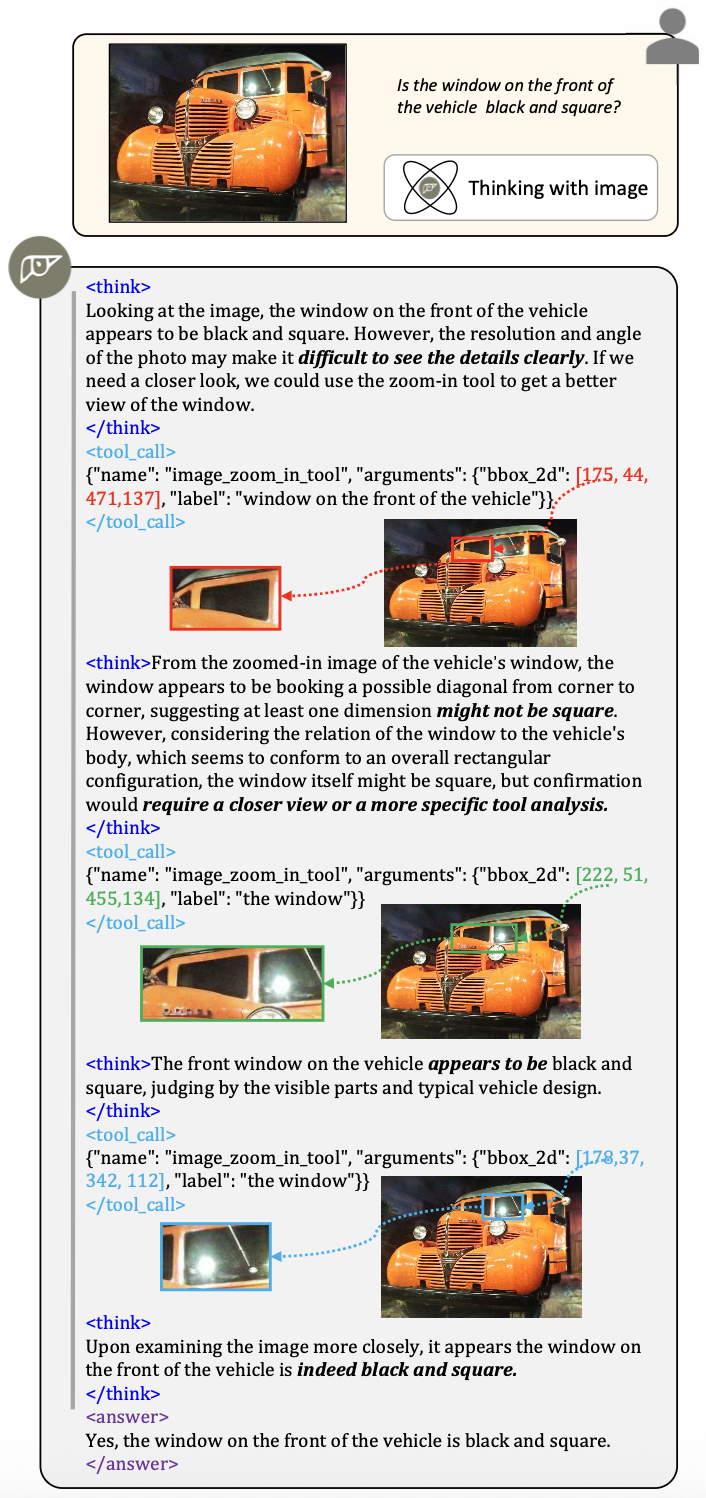 Is the window on the front of
the vehicle black and square?
Thinking with image
<think>
Looking at the image, the window on the front of the vehicle
appears to be black and square. However, the resolution and angle
of the photo may make it difficult to see the details clearly. If we
need a closer look, we could use the zoom-in tool to get a better
view of the window.
</think>
<tool_call>
{"name": "image_zoom_in_tool", "arguments": {"bbox_2d": [175, 44,
471,137], "label": "window on the front of the vehicle"}}
</tool_call>
<think>From the zoomed-in image of the vehicle's window, the
window appears to be booking a possible diagonal from corner to
corner, suggesting at least one dimension might not be square.
However, considering the relation of the window to the vehicle's
body, which seems to conform to an overall rectangular
configuration, the window itself might be square, but confirmation
would require a closer view or a more specific tool analysis.
</think>
<tool_call>
{"name": "image_zoom_in_tool", "arguments": {"bbox_2d": [222, 51,
455,134], "label": "the window"}}
</tool_call>
<think>The front window on the vehicle appears to be black and
square, judging by the visible parts and typical vehicle design.
</think>
<tool_call>
{"name": "image_zoom_in_tool", "arguments": {"bbox_2d": [178,37,
342, 112], "label": "the window"}}
</tool_call>
<think>
Upon examining the image more closely, it appears the window on
the front of the vehicle is indeed black and square.
</think>
<answer>
Yes, the window on the front of the vehicle is black and square.
</answer>